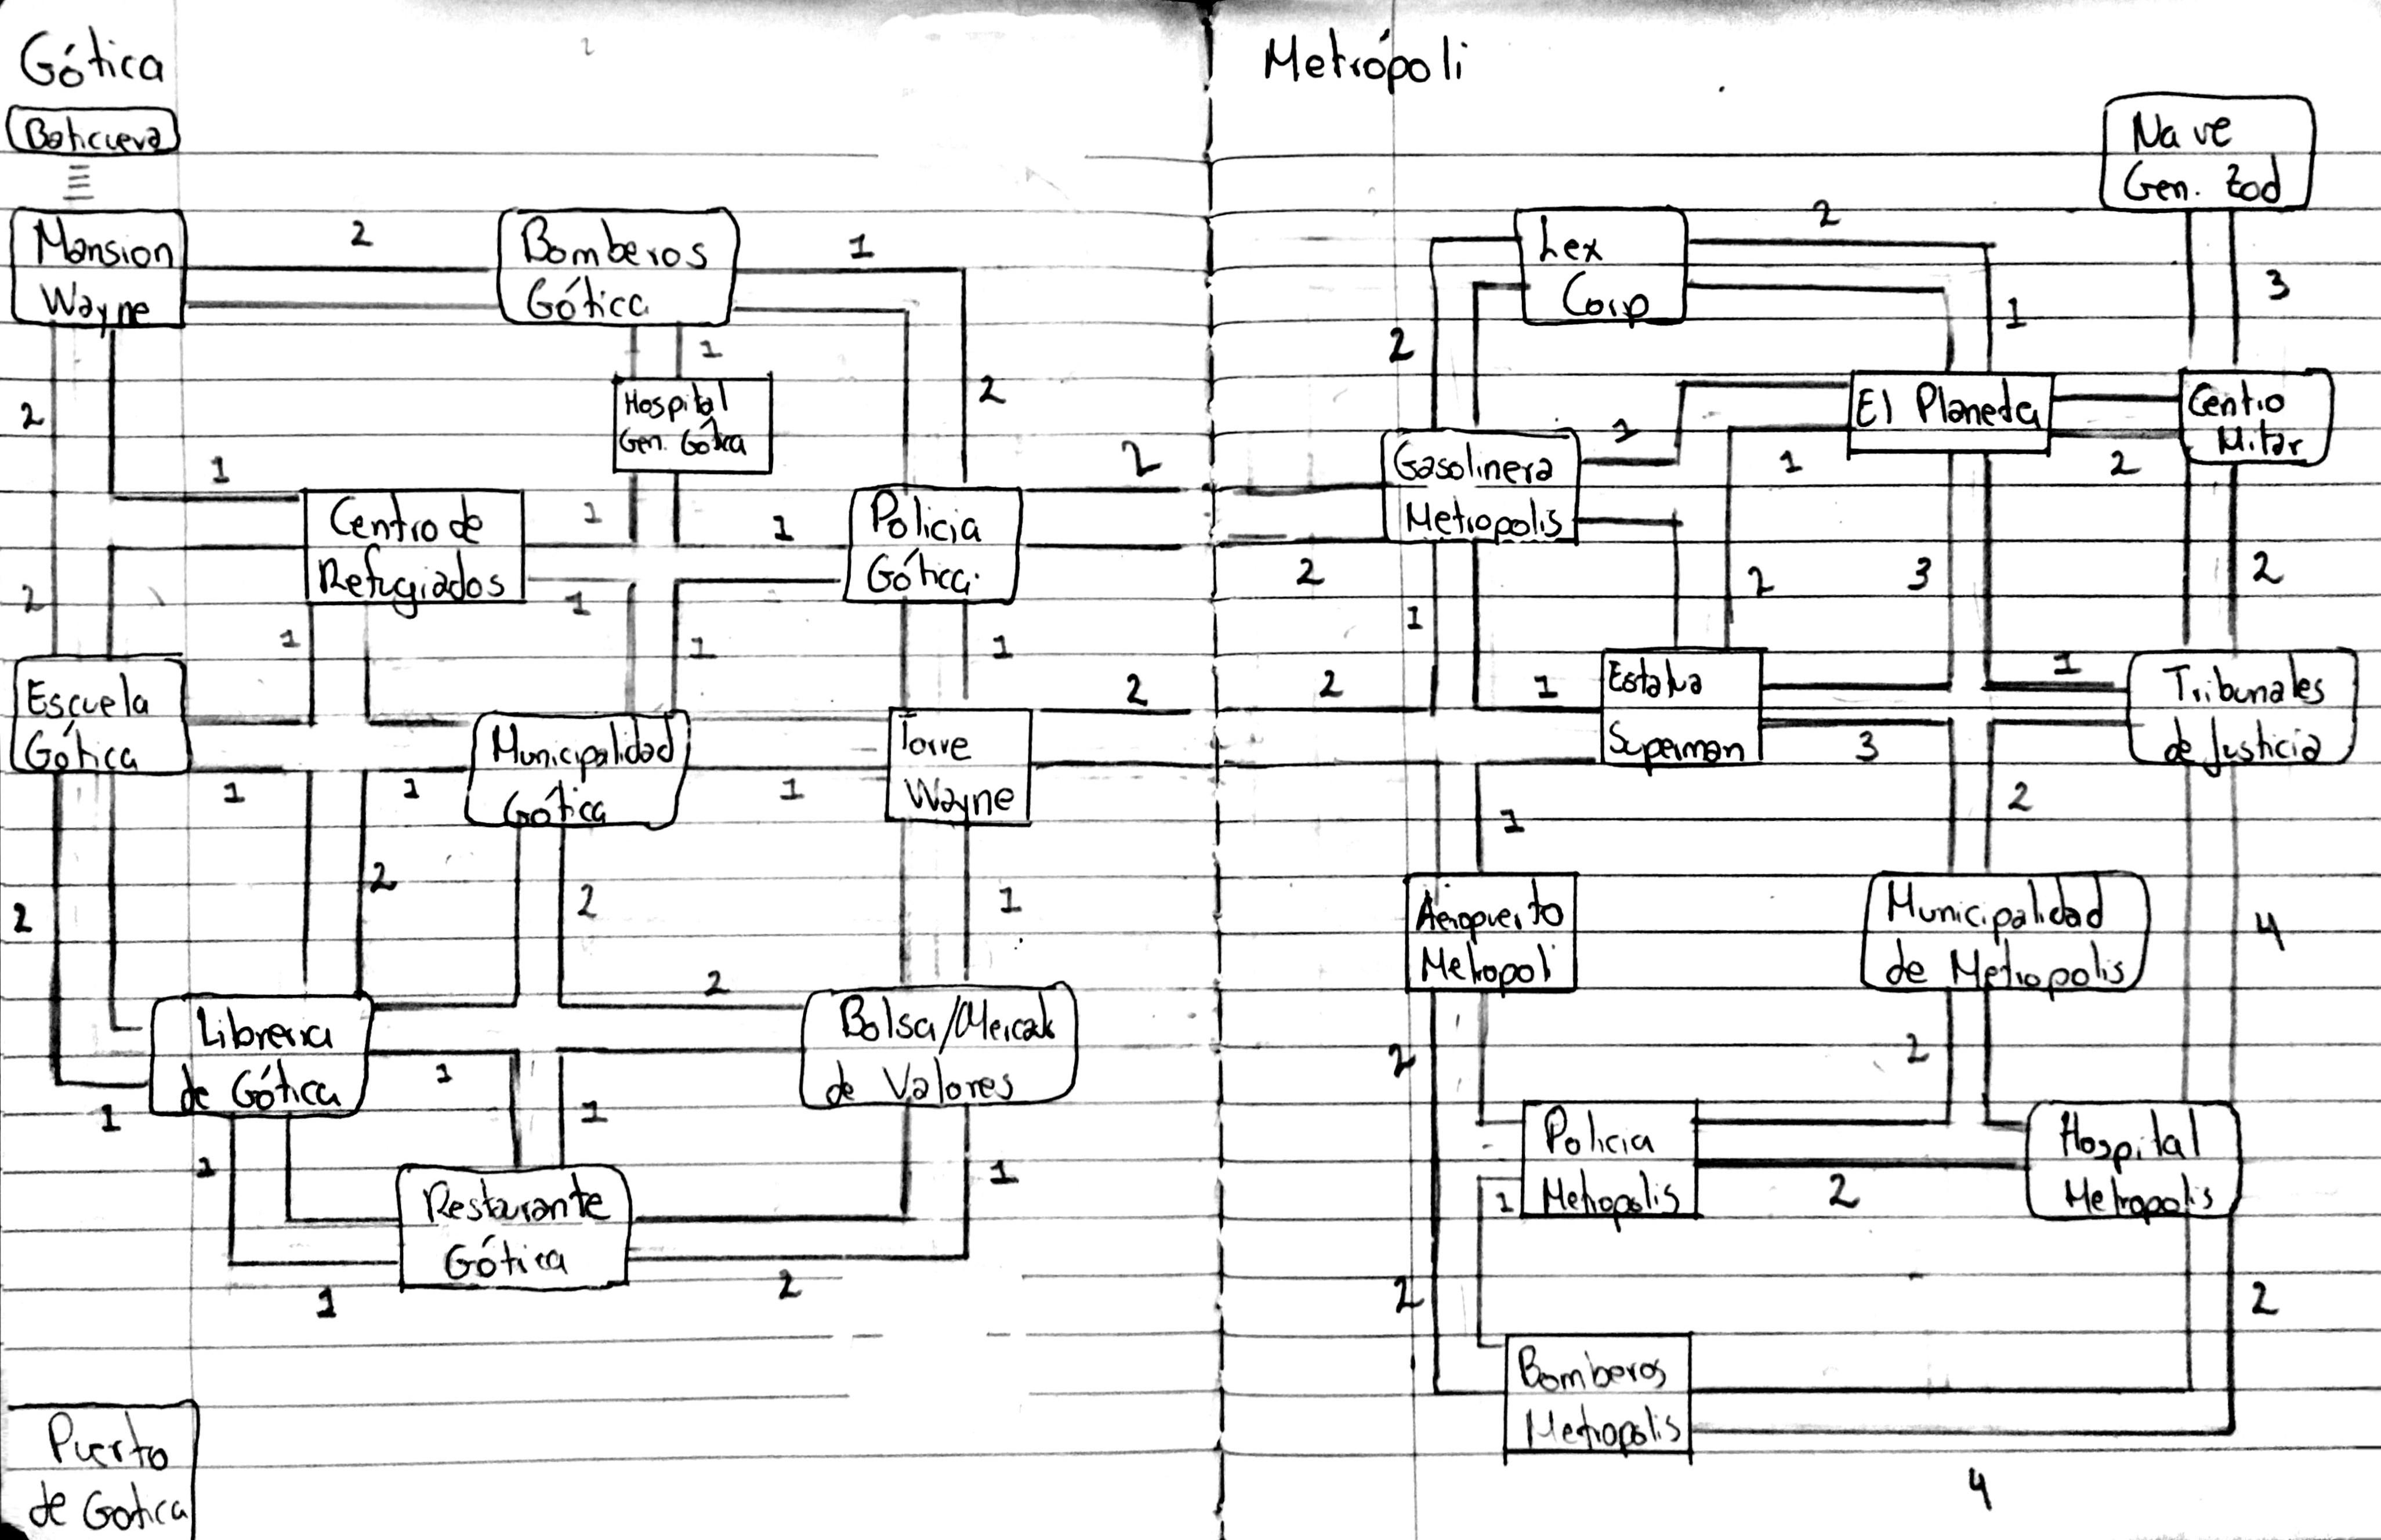 Gótica
Baticueva
Mansion
Wayne
2
Bomberos
Gótica
1
1
2
Hospital
Gen. Gótica
2
1
Centro de
Refugiados
1
1
Policia
Gótica.
2
2
1
1
1
1
Escuela
Gótica
1
1
Municipalidad
Gótica
1
Torre
Wayne
2
2
2
2
1
Libreria
de Gótica
1
2
Bolsa/Mercado
de Valores
1
1
1
1
Restaurante
Gótica
1
2
Puerto
de Gotica
Metrópoli
Nave
Gen. Zod
3
Lex
Corp
2
1
2
El Planeta
Centro
Militar
2
Gasolinera
Metropolis
1
1
2
2
3
2
1
2
1
Estatua
Superman
3
1
Tribunales
de Justicia
1
2
4
Aeropuerto
Metropoli
Municipalidad
de Metropolis
2
2
Policia
Metropolis
1
2
Hospital
Metropolis
2
2
Bomberos
Metropolis
4